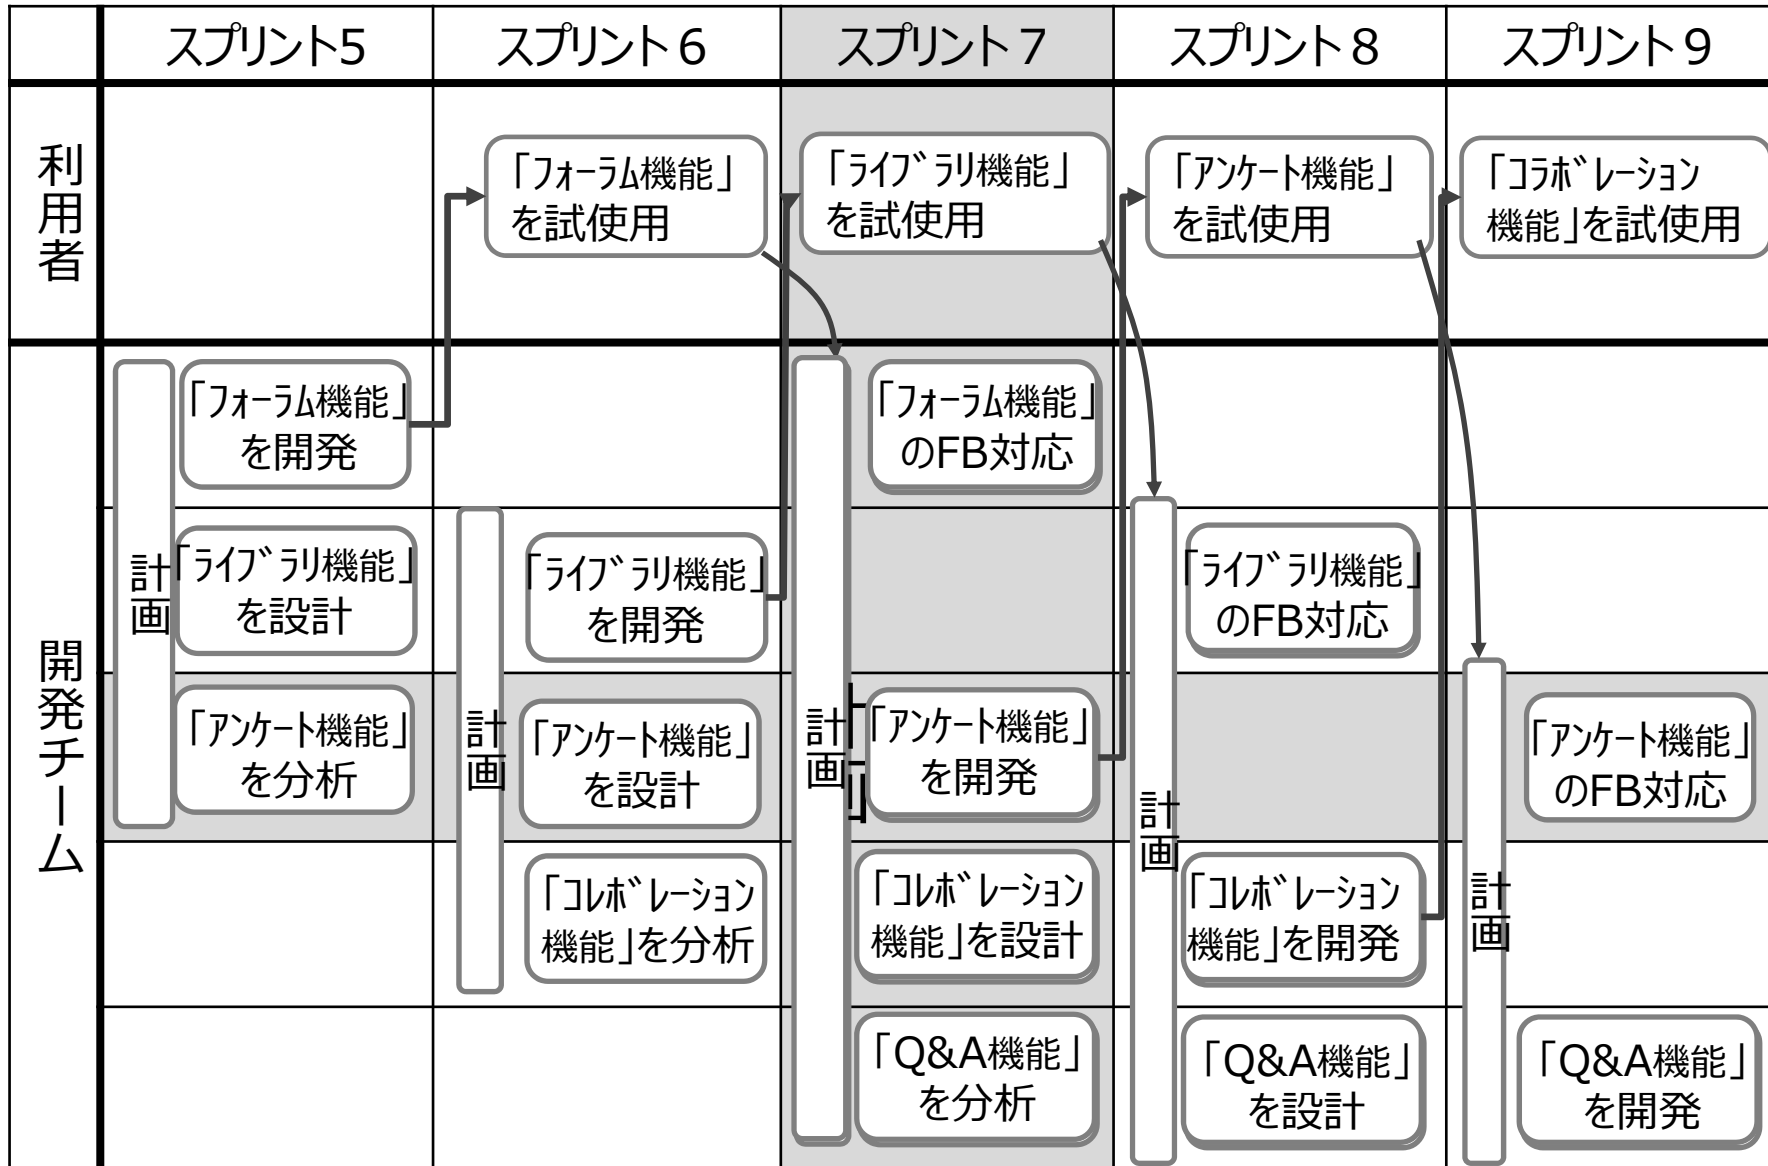 スプリント5
スプリント６
スプリント７
スプリント８
スプリント９
利用者
「フォーラム機能」
を試使用
「ライブラリ機能」
を試使用
「アンケート機能」
を試使用
「コラボレーション
機能」を試使用
開発チーム
計画
「フォーラム機能」
を開発
「ライブラリ機能」
を設計
「アンケート機能」
を分析
計画
「ライブラリ機能」
を開発
「アンケート機能」
を設計
「コレボレーション
機能」を分析
計画
「フォーラム機能」
のFB対応
「アンケート機能」
を開発
「コレボレーション
機能」を設計
「Q&A機能」
を分析
計画
「ライブラリ機能」
のFB対応
「コレボレーション
機能」を開発
「Q&A機能」
を設計
計画
「アンケート機能」
のFB対応
「Q&A機能」
を開発